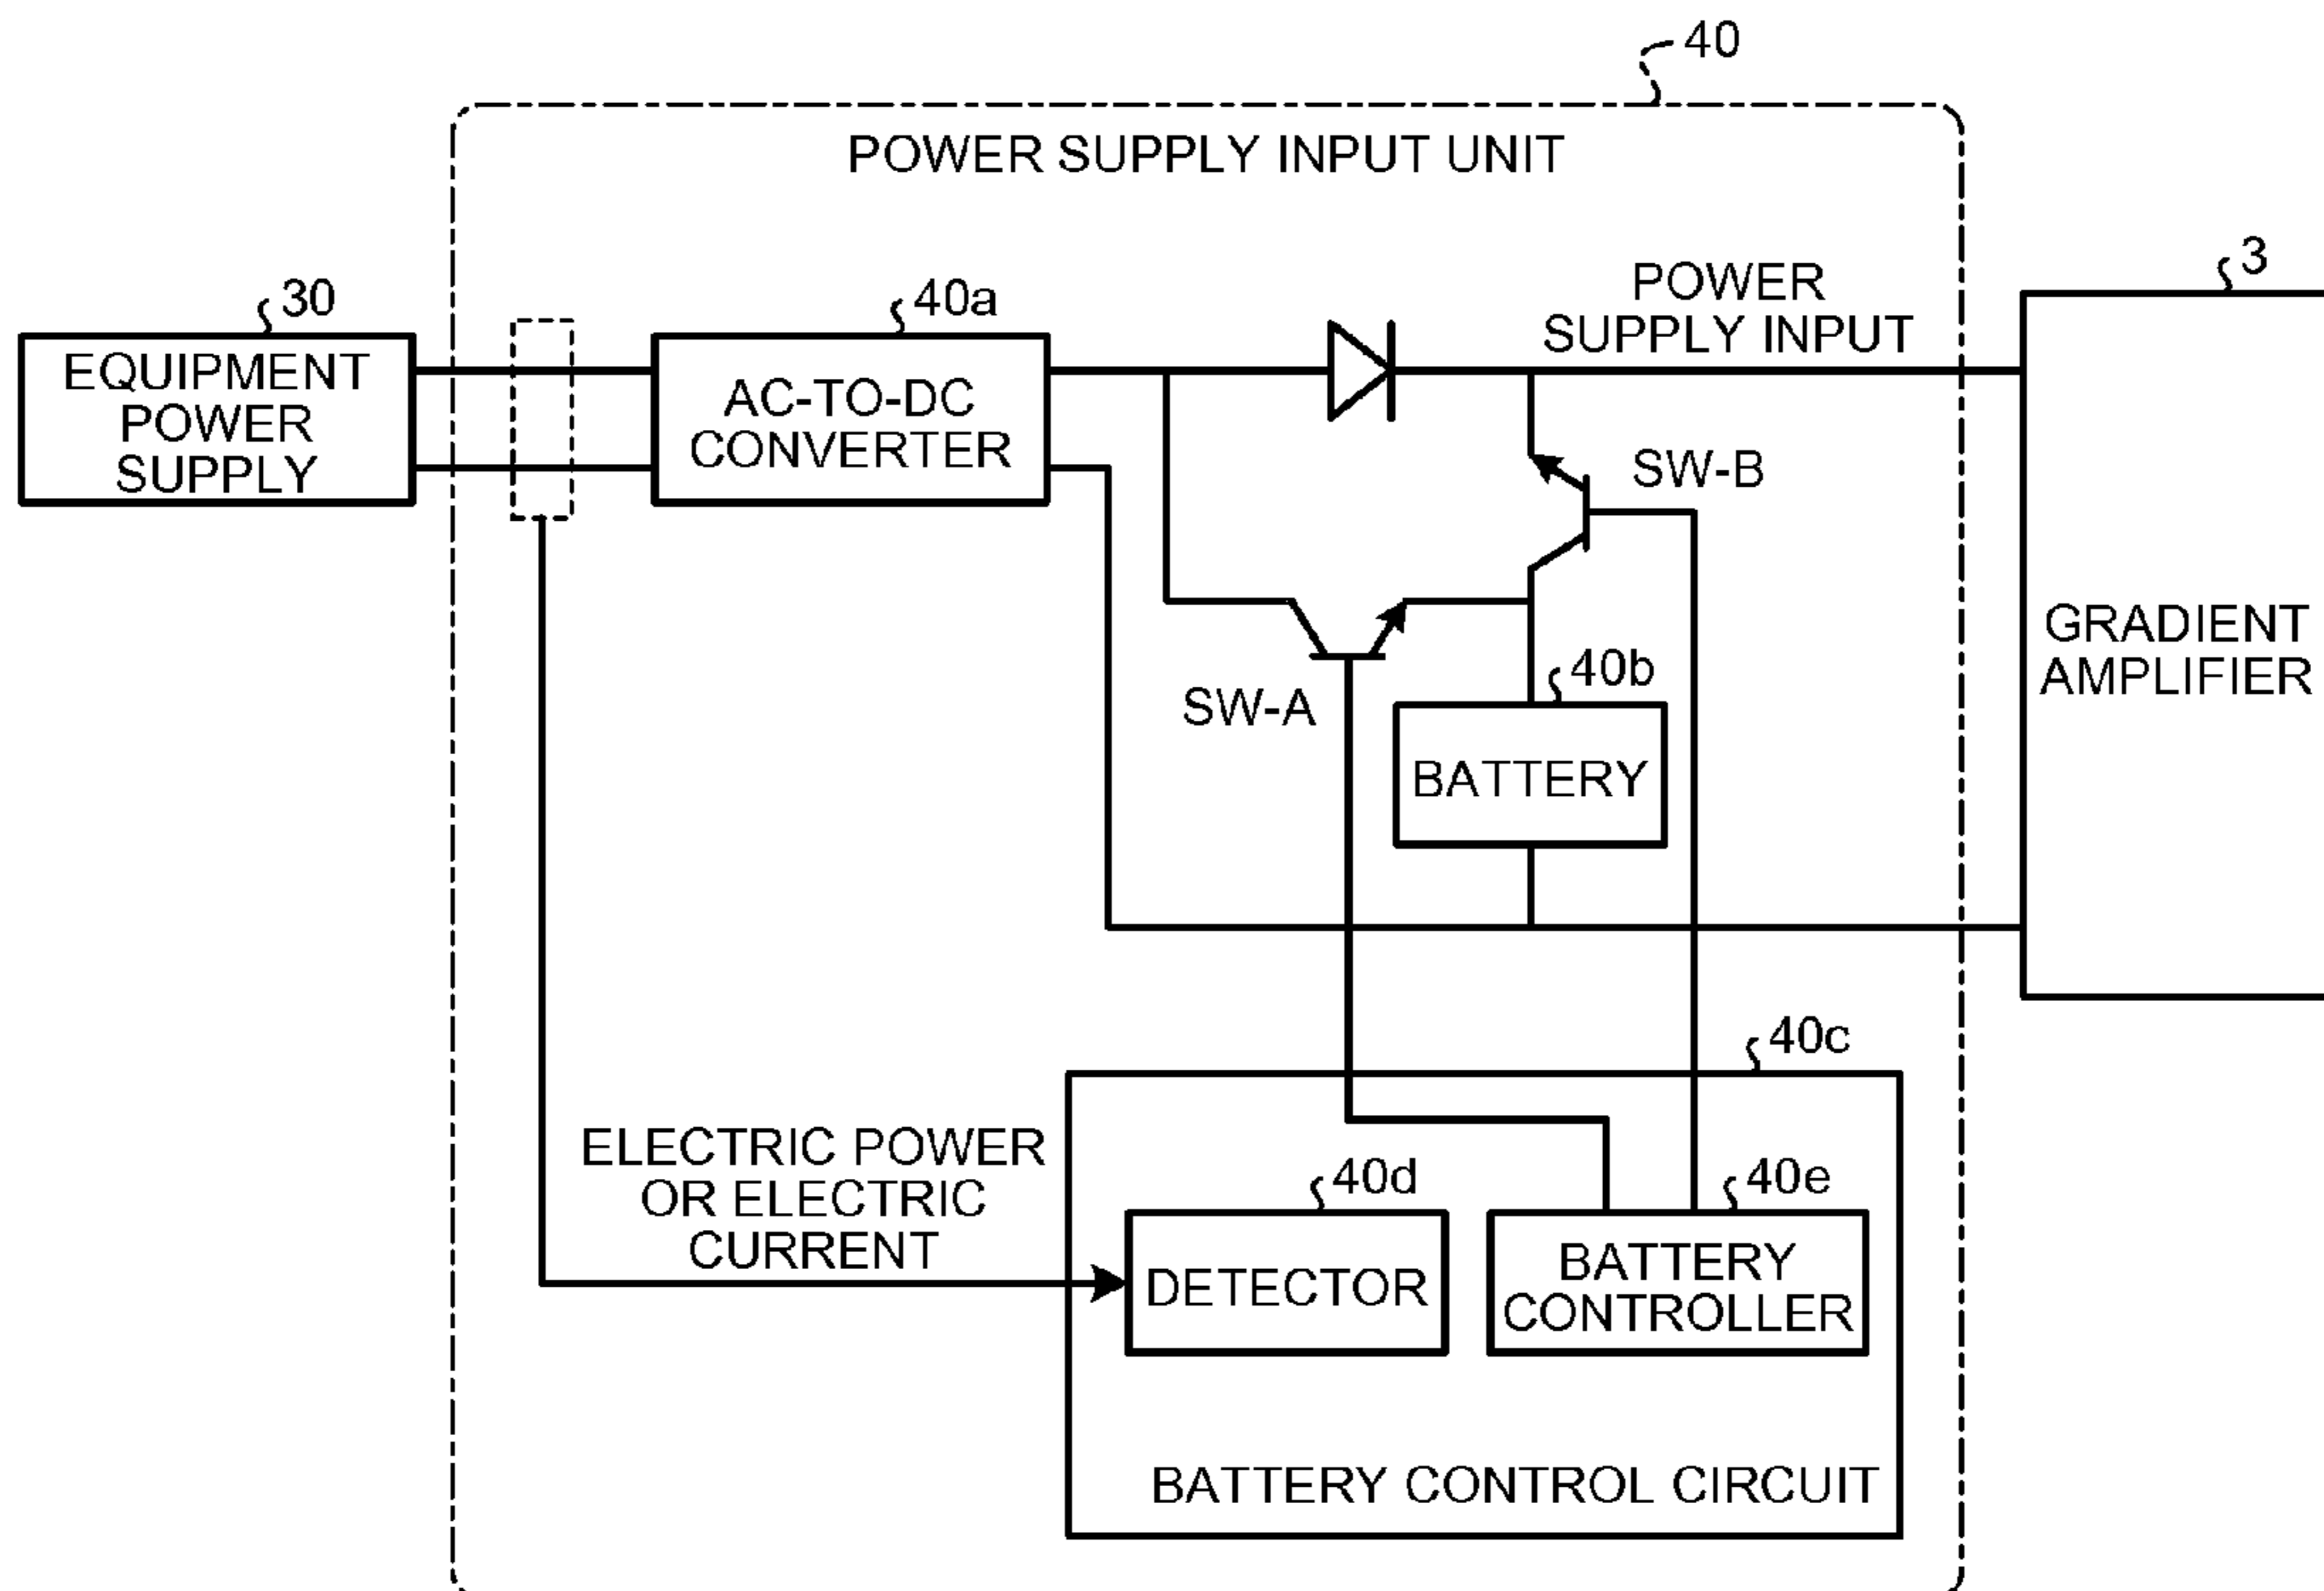 40
POWER SUPPLY INPUT UNIT
3
30
40a
POWER
SUPPLY INPUT
EQUIPMENT
POWER
SUPPLY
AC-TO-DC
CONVERTER
SW-B
GRADIENT
AMPLIFIER
40b
SW-A
BATTERY
40c
ELECTRIC POWER
OR ELECTRIC
CURRENT
40d
40e
DETECTOR
BATTERY
CONTROLLER
BATTERY CONTROL CIRCUIT